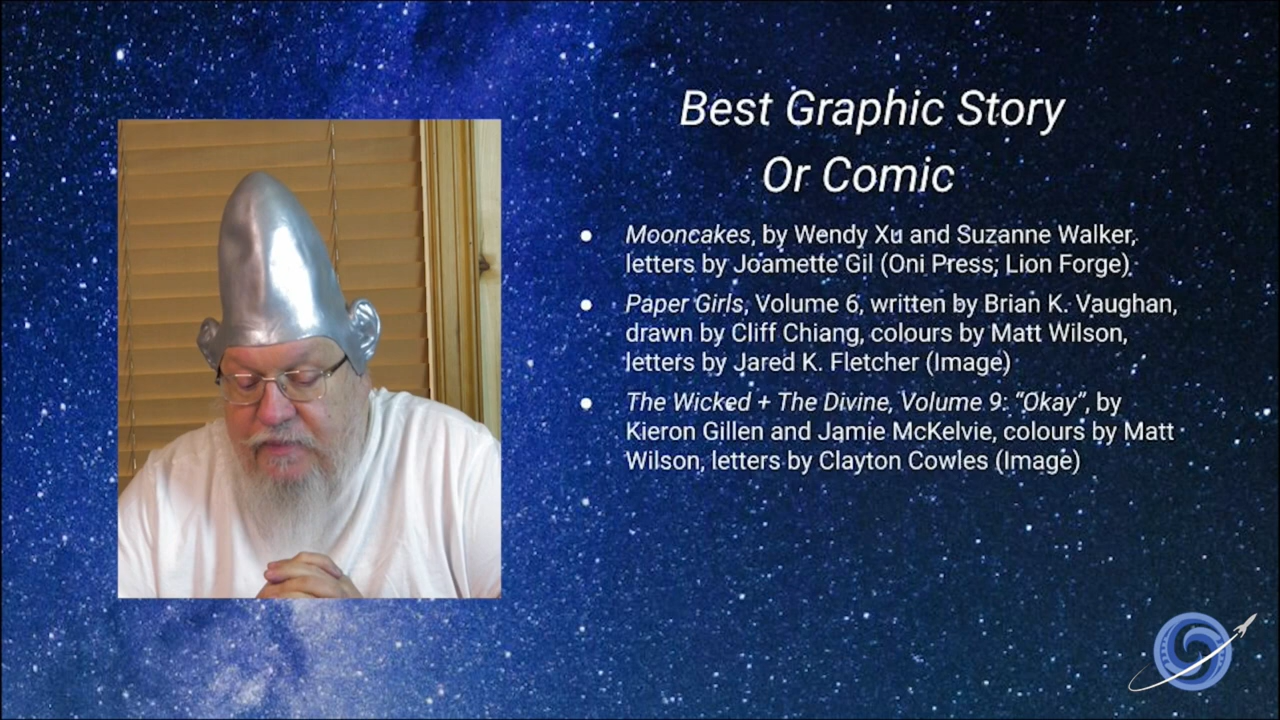 Best Graphic Story
Or Comic
● Mooncakes, by Wendy Xu and Suzanne Walker,
letters by Joamette Gil (Oni Press; Lion Forge)
● Paper Girls, Volume 6, written by Brian K. Vaughan,
drawn by Cliff Chiang, colours by Matt Wilson,
letters by Jared K. Fletcher (Image)
● The Wicked + The Divine, Volume 9: “Okay”, by
Kieron Gillen and Jamie McKelvie, colours by Matt
Wilson, letters by Clayton Cowles (Image)